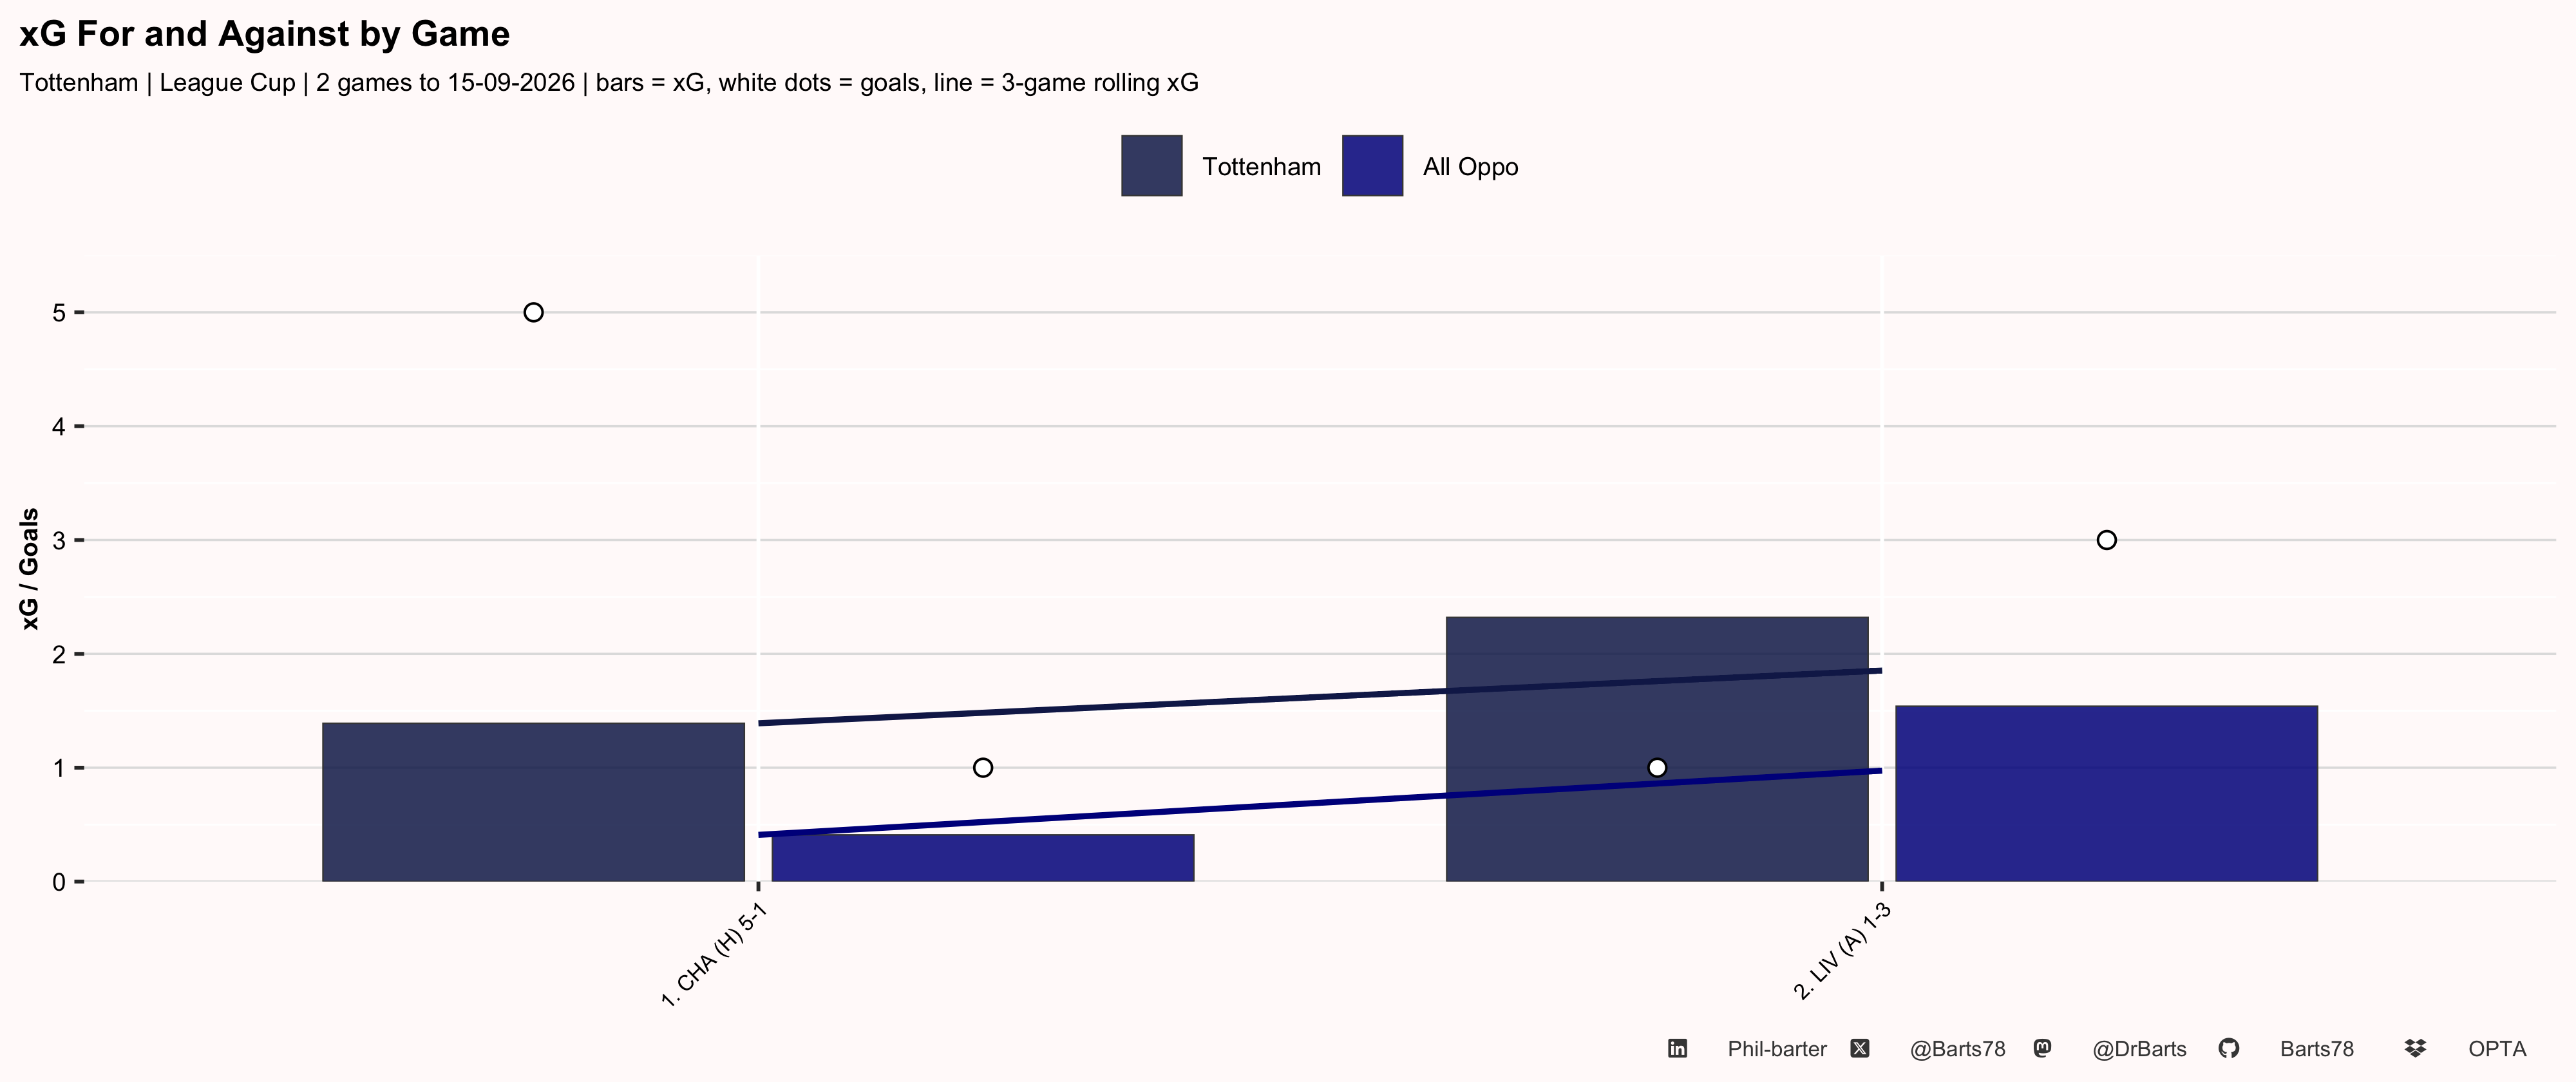 xG For and Against by Game
Tottenham | League Cup | 2 games to 15-09-2026 | bars = xG, white dots = goals, line = 3-game rolling xG
Tottenham All Oppo
xG / Goals
5
4
3
2
1
0
1. CHA (H) 5-1
2. LIV (A) 1-3
Phil-barter @Barts78 @DrBarts Barts78 OPTA